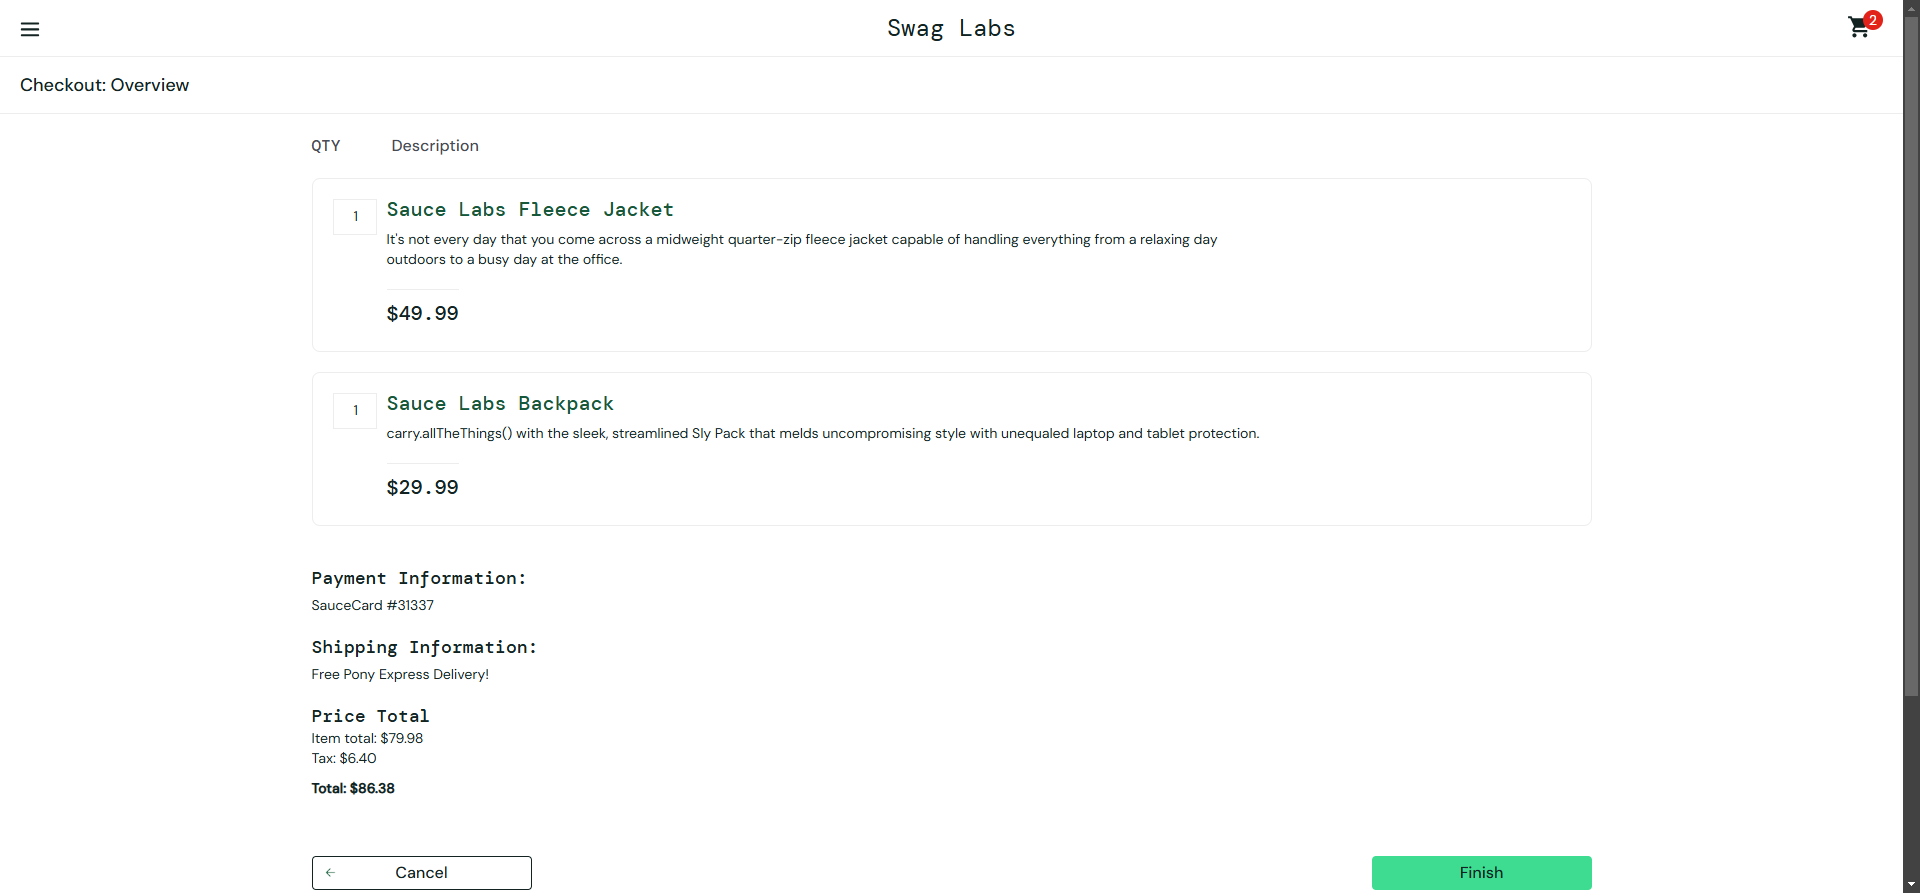 Swag Labs
2
Checkout: Overview
QTY Description
1
Sauce Labs Fleece Jacket
It's not every day that you come across a midweight quarter-zip fleece jacket capable of handling everything from a relaxing day
outdoors to a busy day at the office.
$49.99
1
Sauce Labs Backpack
carry.allTheThings() with the sleek, streamlined Sly Pack that melds uncompromising style with unequaled laptop and tablet protection.
$29.99
Payment Information:
SauceCard #31337
Shipping Information:
Free Pony Express Delivery!
Price Total
Item total: $79.98
Tax: $6.40
Total: $86.38
Cancel
Finish